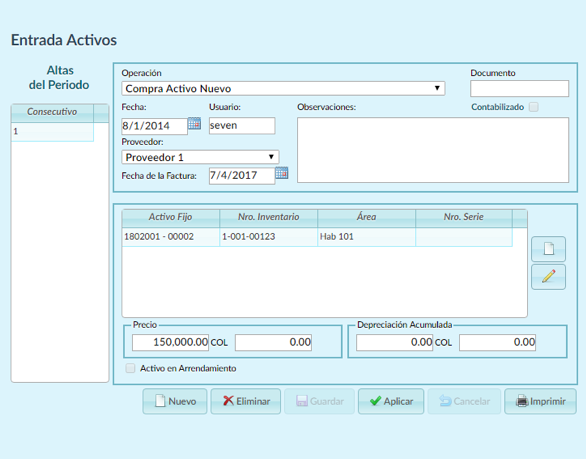 Entrada Activos
Altas
del Periodo
Consecutivo
1
Operación
Documento
Compra Activo Nuevo
Fecha:
Usuario:
Observaciones:
Contabilizado
8/1/2014
seven
Proveedor:
Proveedor 1
Fecha de la Factura:
7/4/2017
Activo Fijo
Nro. Inventario
Área
Nro. Serie
1802001 - 00002
1-001-00123
Hab 101
Precio
Depreciación Acumulada
150,000.00 COL
0.00
0.00 COL
0.00
Activo en Arrendamiento
Nuevo
Eliminar
Guardar
Aplicar
Cancelar
Imprimir